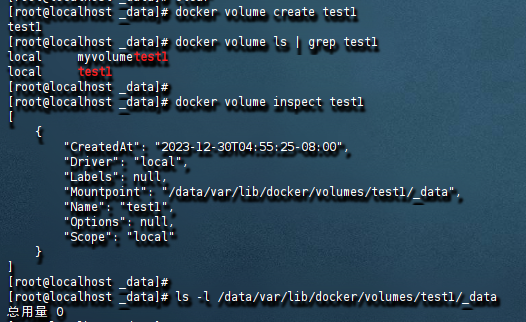 [root@localhost _data]# docker volume create test1
test1
[root@localhost _data]# docker volume ls | grep test1
local     myvolumetest1
local     test1
[root@localhost _data]#
[root@localhost _data]# docker volume inspect test1
[
    {
        "CreatedAt": "2023-12-30T04:55:25-08:00",
        "Driver": "local",
        "Labels": null,
        "Mountpoint": "/data/var/lib/docker/volumes/test1/_data",
        "Name": "test1",
        "Options": null,
        "Scope": "local"
    }
]
[root@localhost _data]#
[root@localhost _data]# ls -l /data/var/lib/docker/volumes/test1/_data
总用量 0